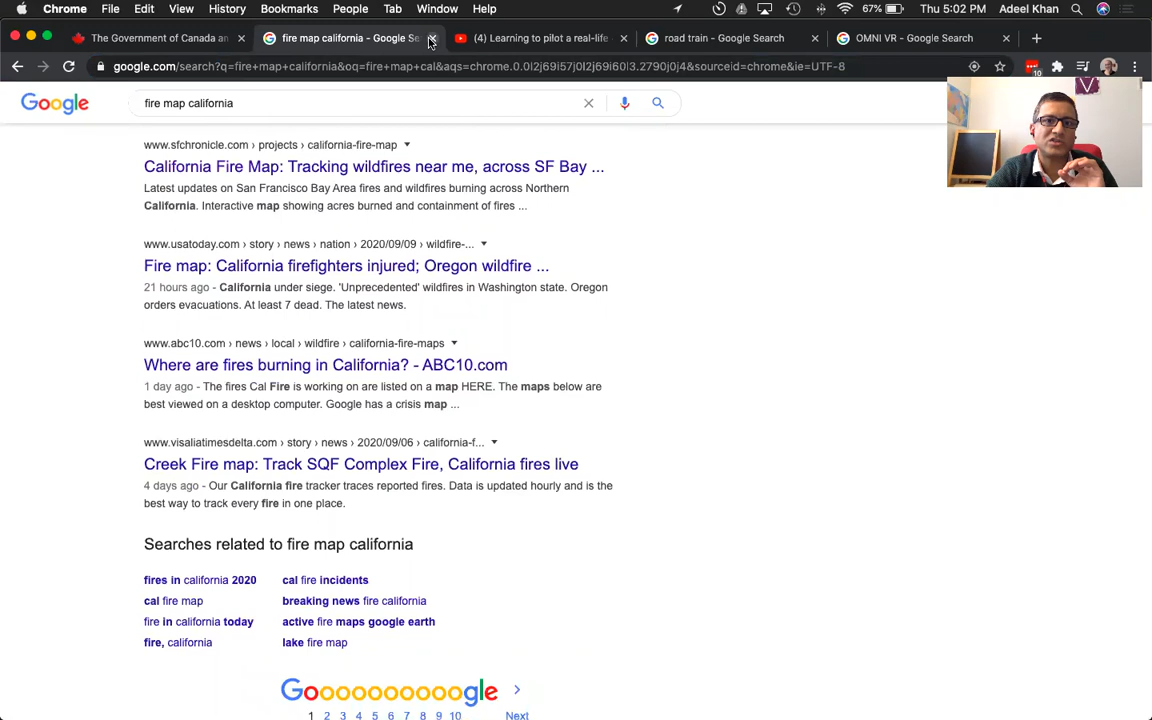 Chrome File Edit View History Bookmarks People Tab Window Help 67% Thu 5:02 PM Adeel Khan
The Government of Canada an
fire map california - Google Se
(4) Learning to pilot a real-life
road train - Google Search
OMNI VR - Google Search
google.com/search?q=fire+map+california&oq=fire+map+cal&aqs=chrome.0.0l2j69i57j0l2j69i60l3.2790j0j4&sourceid=chrome&ie=UTF-8
10
Google
fire map california
www.sfchronicle.com › projects › california-fire-map
California Fire Map: Tracking wildfires near me, across SF Bay ...
Latest updates on San Francisco Bay Area fires and wildfires burning across Northern
California. Interactive map showing acres burned and containment of fires ...
www.usatoday.com › story › news › nation › 2020/09/09 › wildfire-...
Fire map: California firefighters injured; Oregon wildfire ...
21 hours ago - California under siege. 'Unprecedented' wildfires in Washington state. Oregon
orders evacuations. At least 7 dead. The latest news.
www.abc10.com › news › local › wildfire › california-fire-maps
Where are fires burning in California? - ABC10.com
1 day ago - The fires Cal Fire is working on are listed on a map HERE. The maps below are
best viewed on a desktop computer. Google has a crisis map ...
www.visaliatimesdelta.com › story › news › 2020/09/06 › california-f...
Creek Fire map: Track SQF Complex Fire, California fires live
4 days ago - Our California fire tracker traces reported fires. Data is updated hourly and is the
best way to track every fire in one place.
Searches related to fire map california
fires in california 2020
cal fire incidents
cal fire map
breaking news fire california
fire in california today
active fire maps google earth
fire, california
lake fire map
Goooooooooogle
1 2 3 4 5 6 7 8 9 10 Next